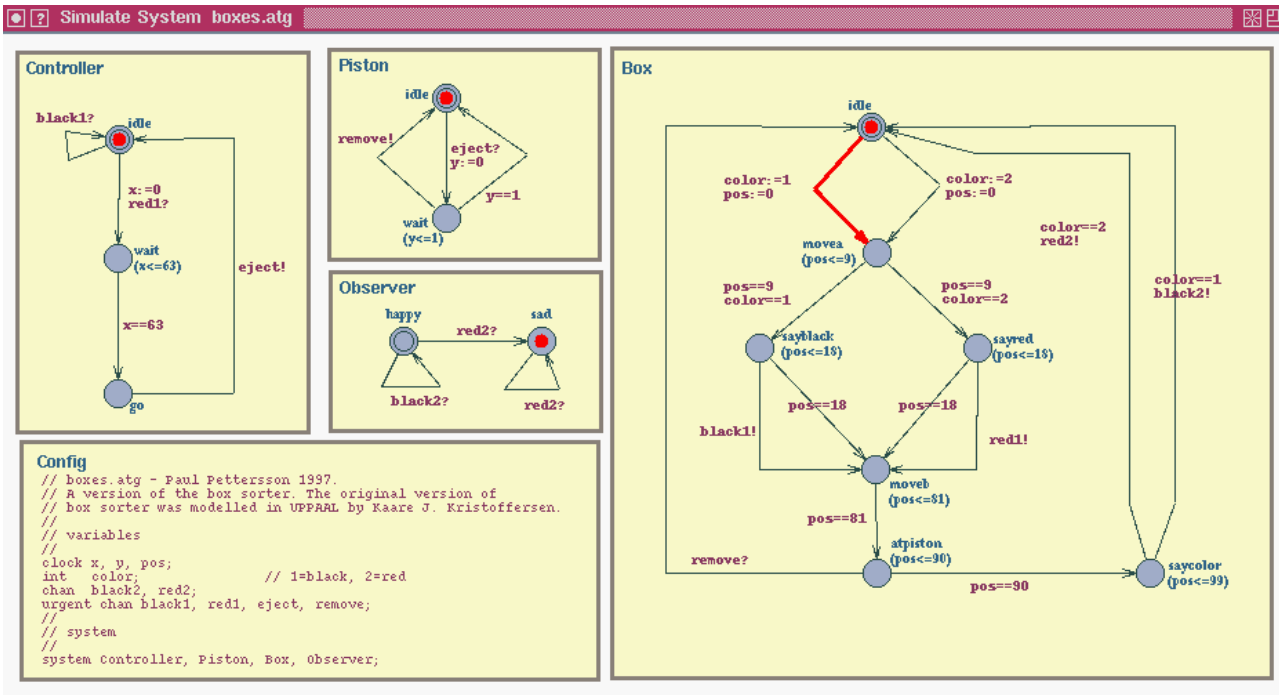 ? Simulate System boxes.atg
Controller
black1?
idle
x:=0
red1?
wait
(x<=63)
eject!
x==63
go
Piston
idle
remove!
eject?
y:=0
y==1
wait
(y<=1)
Observer
happy
sad
red2?
black2?
red2?
Box
idle
color:=1
pos:=0
color:=2
pos:=0
color==2
red2!
movea
(pos<=9)
color==1
black2!
pos==9
color==1
pos==9
color==2
sayblack
(pos<=18)
sayred
(pos<=18)
pos==18
pos==18
black1!
red1!
moveb
(pos<=81)
pos==81
atpiston
(pos<=90)
remove?
pos==90
saycolor
(pos<=99)
Config
// boxes.atg - Paul Pettersson 1997.
// A version of the box sorter. The original version of
// box sorter was modelled in UPPAAL by Kaare J. Kristoffersen.
//
// variables
//
clock x, y, pos;
int color; // 1=black, 2=red
chan black2, red2;
urgent chan black1, red1, eject, remove;
//
// system
//
system Controller, Piston, Box, Observer;